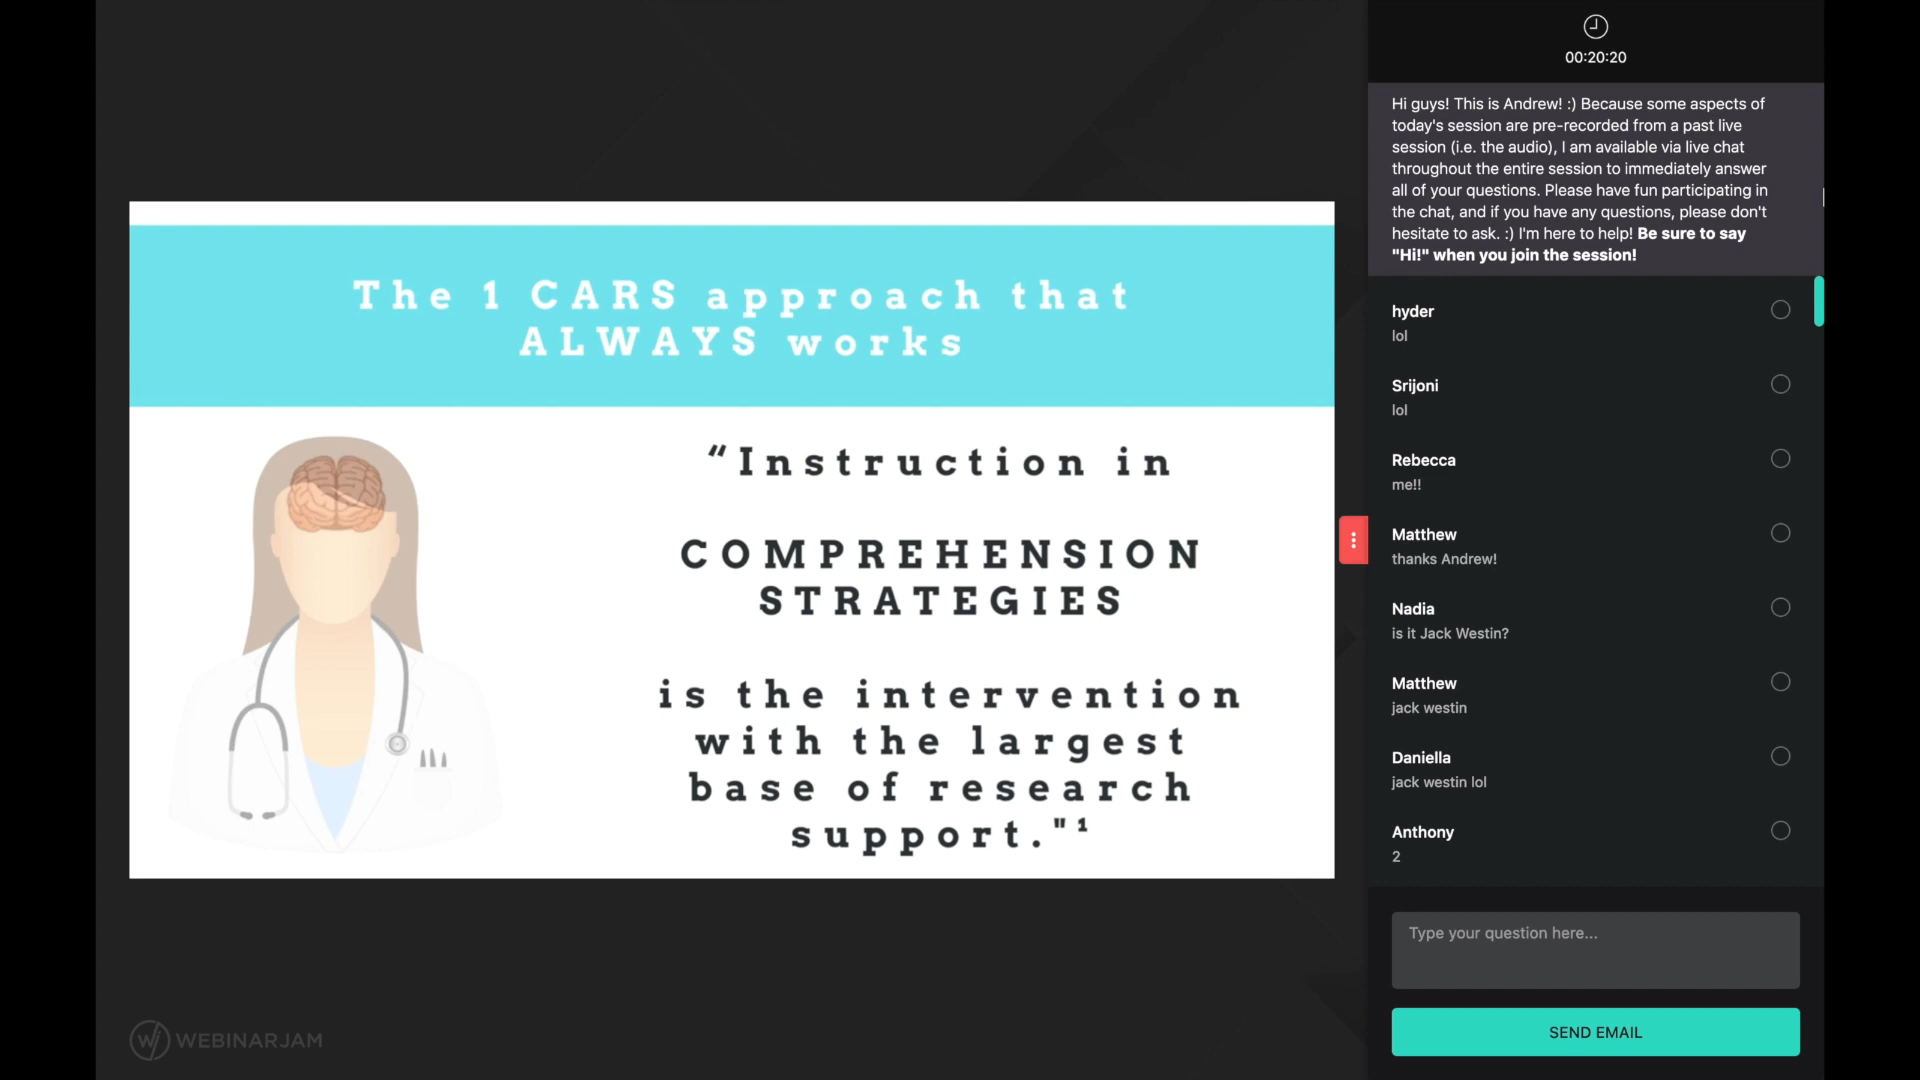 The 1 CARS approach that
ALWAYS works
“Instruction in
COMPREHENSION
STRATEGIES
is the intervention
with the largest
base of research
support."¹
WEBINARJAM
00:20:20
Hi guys! This is Andrew! :) Because some aspects of
today's session are pre-recorded from a past live
session (i.e. the audio), I am available via live chat
throughout the entire session to immediately answer
all of your questions. Please have fun participating in
the chat, and if you have any questions, please don't
hesitate to ask. :) I'm here to help! Be sure to say
"Hi!" when you join the session!
hyder
lol
Srijoni
lol
Rebecca
me!!
Matthew
thanks Andrew!
Nadia
is it Jack Westin?
Matthew
jack westin
Daniella
jack westin lol
Anthony
2
Type your question here...
SEND EMAIL